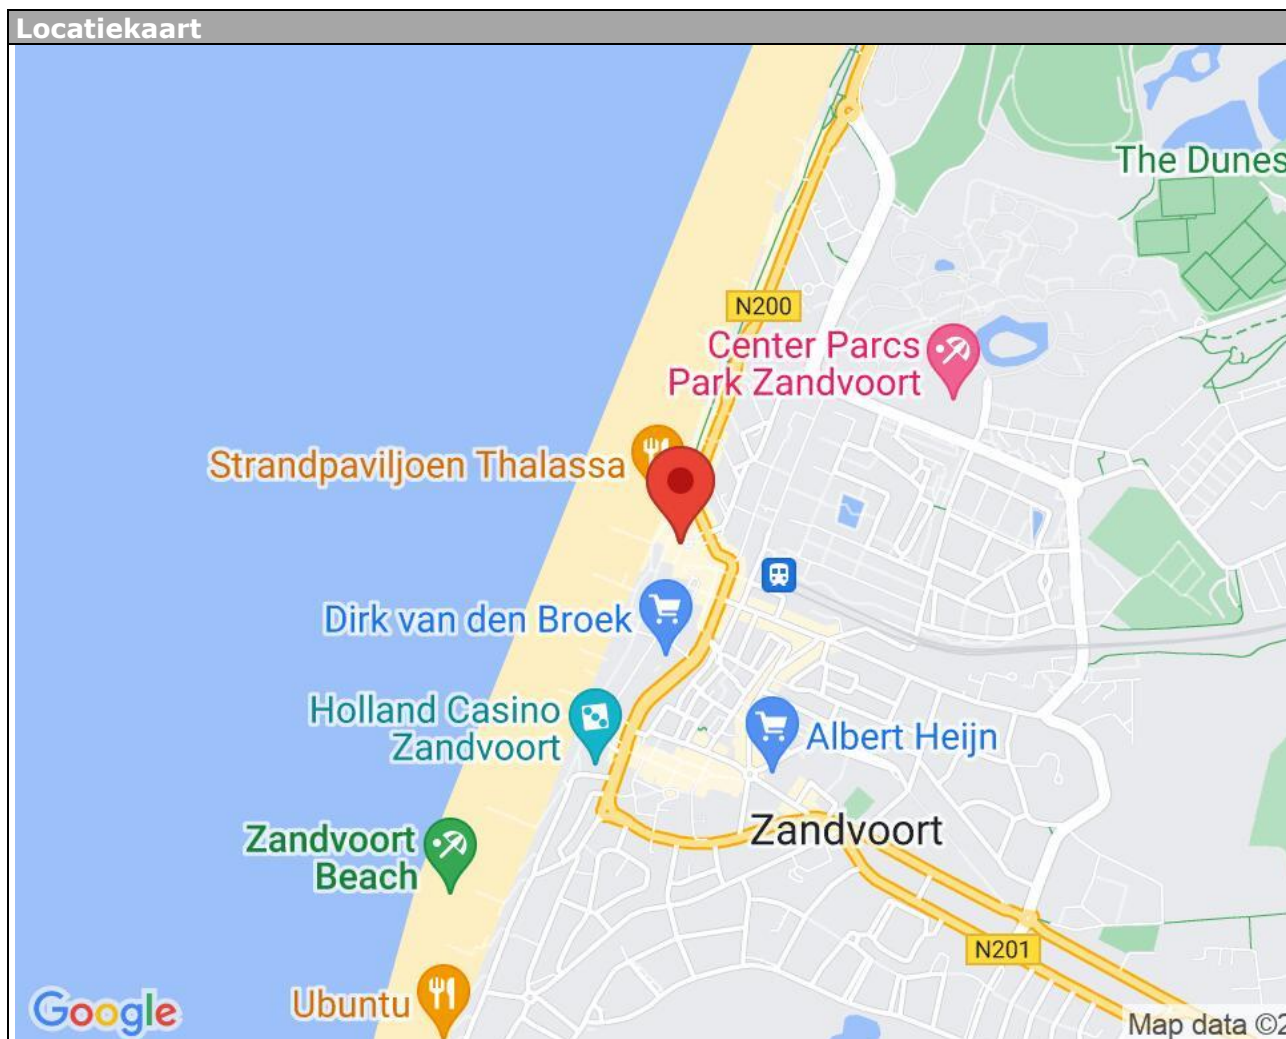 Locatiekaart
The Dunes
N200
Center Parcs
Park Zandvoort
Strandpaviljoen Thalassa
Dirk van den Broek
Holland Casino
Zandvoort
Albert Heijn
Zandvoort
Zandvoort
Beach
N201
Ubuntu
Google
Map data ©2